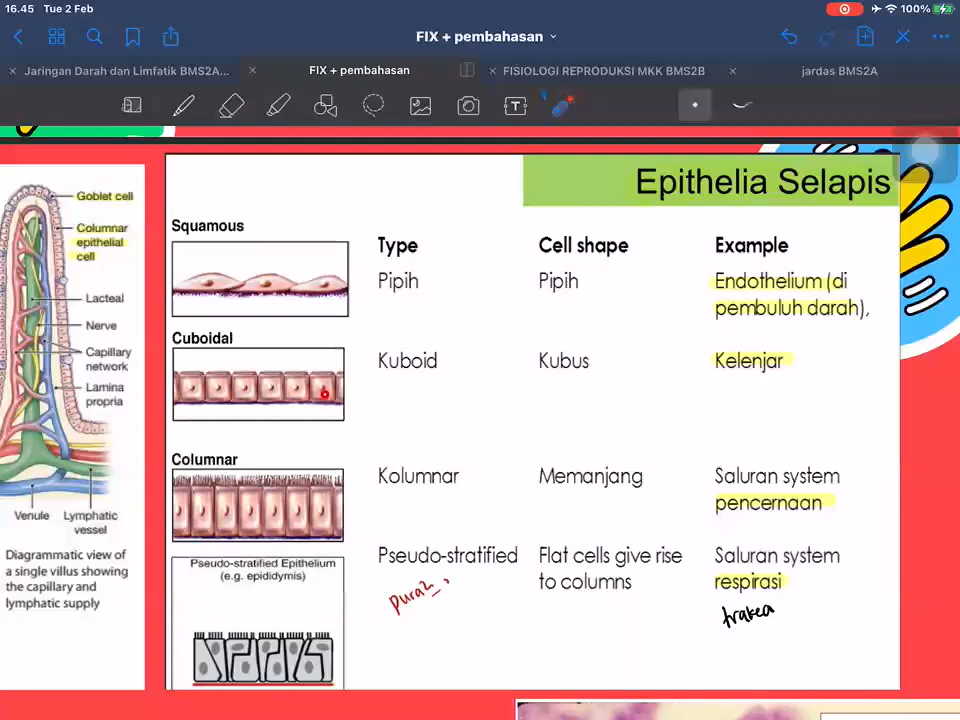 16.45 Tue 2 Feb
100%
FIX + pembahasan
Jaringan Darah dan Limfatik BMS2A...
FIX + pembahasan
FISIOLOGI REPRODUKSI MKK BMS2B
jardas BMS2A
Goblet cell
Columnar
epithelial
cell
Lacteal
Nerve
Capillary
network
Lamina
propria
Venule
Lymphatic
vessel
Diagrammatic view of
a single villus showing
the capillary and
lymphatic supply
Epithelia Selapis
Type Cell shape Example
Squamous
Pipih Pipih Endothelium (di
pembuluh darah),
Cuboidal
Kuboid Kubus Kelenjar
Columnar
Kolumnar Memanjang Saluran system
pencernaan
Pseudo-stratified Epithelium
(e.g. epididymis)
Pseudo-stratified Flat cells give rise Saluran system
to columns respirasi
pura2
trakea